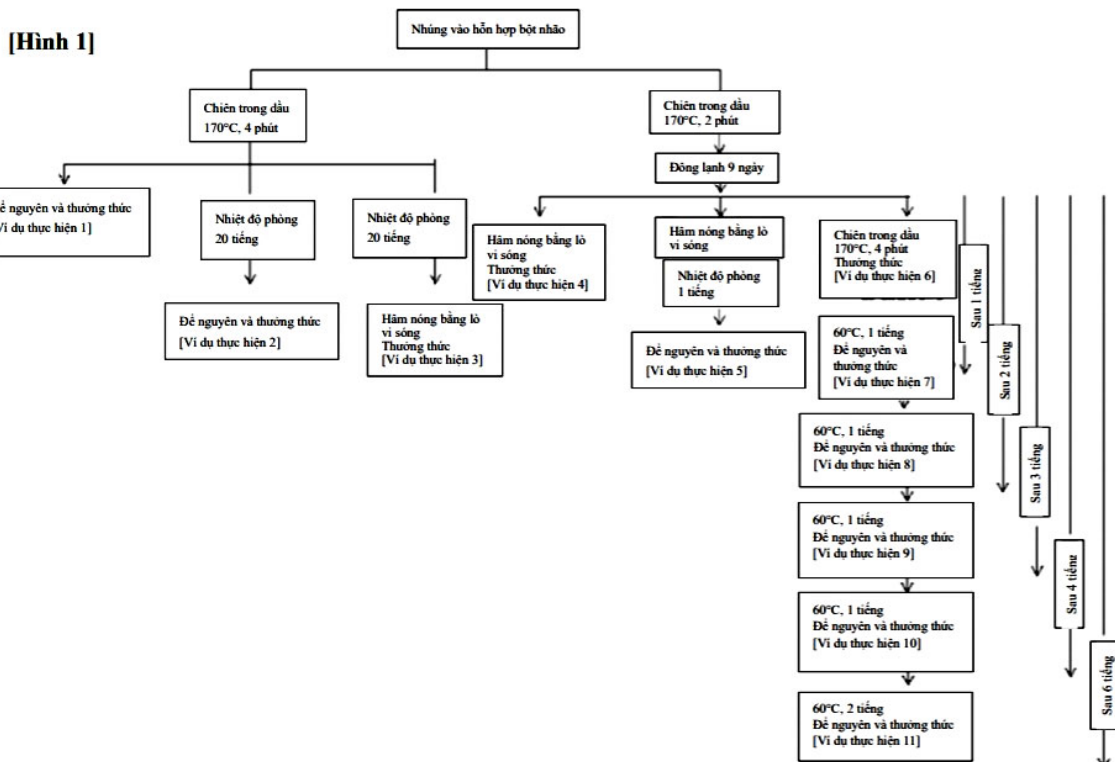 [Hình 1]
Nhúng vào hỗn hợp bột nhão
Chiên trong dầu
170°C, 4 phút
Chiên trong dầu
170°C, 2 phút
Đông lạnh 9 ngày
nguyên và thưởng thức
[Ví dụ thực hiện 1]
Nhiệt độ phòng
20 tiếng
Nhiệt độ phòng
20 tiếng
Hâm nóng bằng lò
vi sóng
Thưởng thức
[Ví dụ thực hiện 4]
Hâm nóng bằng lò
vi sóng
Nhiệt độ phòng
1 tiếng
Chiên trong dầu
170°C, 4 phút
Thưởng thức
[Ví dụ thực hiện 6]
Để nguyên và thưởng thức
[Ví dụ thực hiện 2]
Hâm nóng bằng lò
vi sóng
Thưởng thức
[Ví dụ thực hiện 3]
Để nguyên và thưởng thức
[Ví dụ thực hiện 5]
60°C, 1 tiếng
Để nguyên và
thưởng thức
[Ví dụ thực hiện 7]
60°C, 1 tiếng
Để nguyên và thưởng thức
[Ví dụ thực hiện 8]
60°C, 1 tiếng
Để nguyên và thưởng thức
[Ví dụ thực hiện 9]
60°C, 1 tiếng
Để nguyên và thưởng thức
[Ví dụ thực hiện 10]
60°C, 2 tiếng
Để nguyên và thưởng thức
[Ví dụ thực hiện 11]
Sau 1 tiếng
Sau 2 tiếng
Sau 3 tiếng
Sau 4 tiếng
Sau 6 tiếng